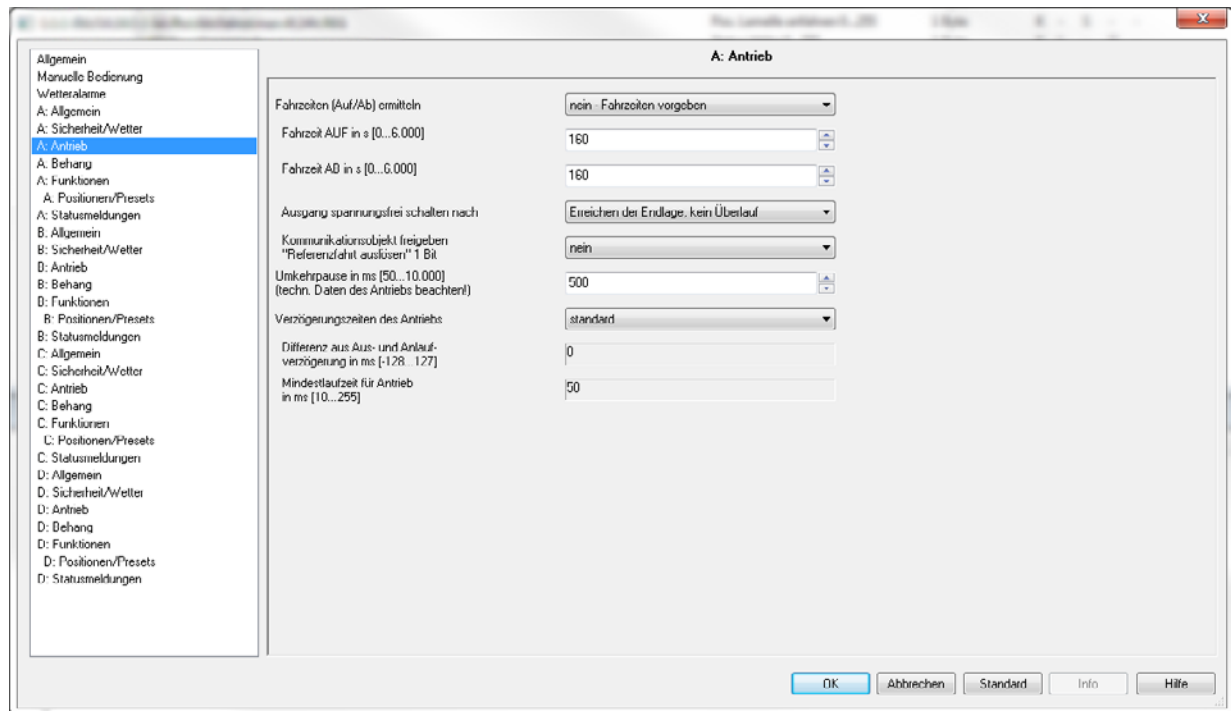 A: Antrieb
Allgemein
Manuelle Bedienung
Wetteralarme
A: Allgemein
A: Sicherheit/Wetter
A: Antrieb
A: Behang
A: Funktionen
A: Positionen/Presets
A: Statusmeldungen
B: Allgemein
B: Sicherheit/Wetter
B: Antrieb
B: Behang
B: Funktionen
B: Positionen/Presets
B: Statusmeldungen
C: Allgemein
C: Sicherheit/Wetter
C: Antrieb
C: Behang
C: Funktionen
C: Positionen/Presets
C: Statusmeldungen
D: Allgemein
D: Sicherheit/Wetter
D: Antrieb
D: Behang
D: Funktionen
D: Positionen/Presets
D: Statusmeldungen
Fahrzeiten (Auf/Ab) ermitteln
nein - Fahrzeiten vorgeben
Fahrzeit AUF in s [0...6.000]
160
Fahrzeit AB in s [0...6.000]
160
Ausgang spannungsfrei schalten nach
Erreichen der Endlage, kein Überlauf
Kommunikationsobjekt freigeben
"Referenzfahrt auslösen" 1 Bit
nein
Umkehrpause in ms [50...10.000]
(techn. Daten des Antriebs beachten!)
500
Verzögerungszeiten des Antriebs
standard
Differenz aus Aus- und Anlauf-
verzögerung in ms [-128...127]
0
Mindestlaufzeit für Antrieb
in ms [10...255]
50
OK
Abbrechen
Standard
Info
Hilfe